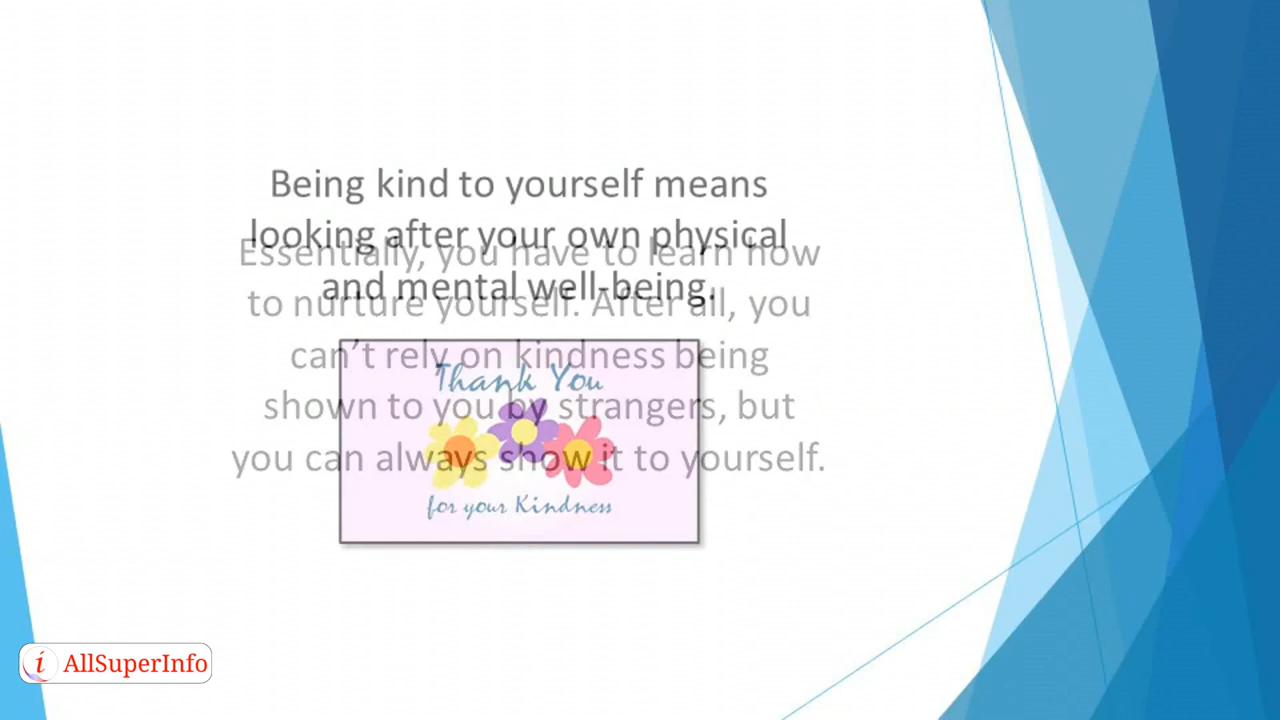 Being kind to yourself means
looking after your own physical
and mental well-being.
Essentially, you have to learn how
to nurture yourself. After all, you
can’t rely on kindness being
shown to you by strangers, but
you can always show it to yourself.
Thank You
for your Kindness
i AllSuperInfo